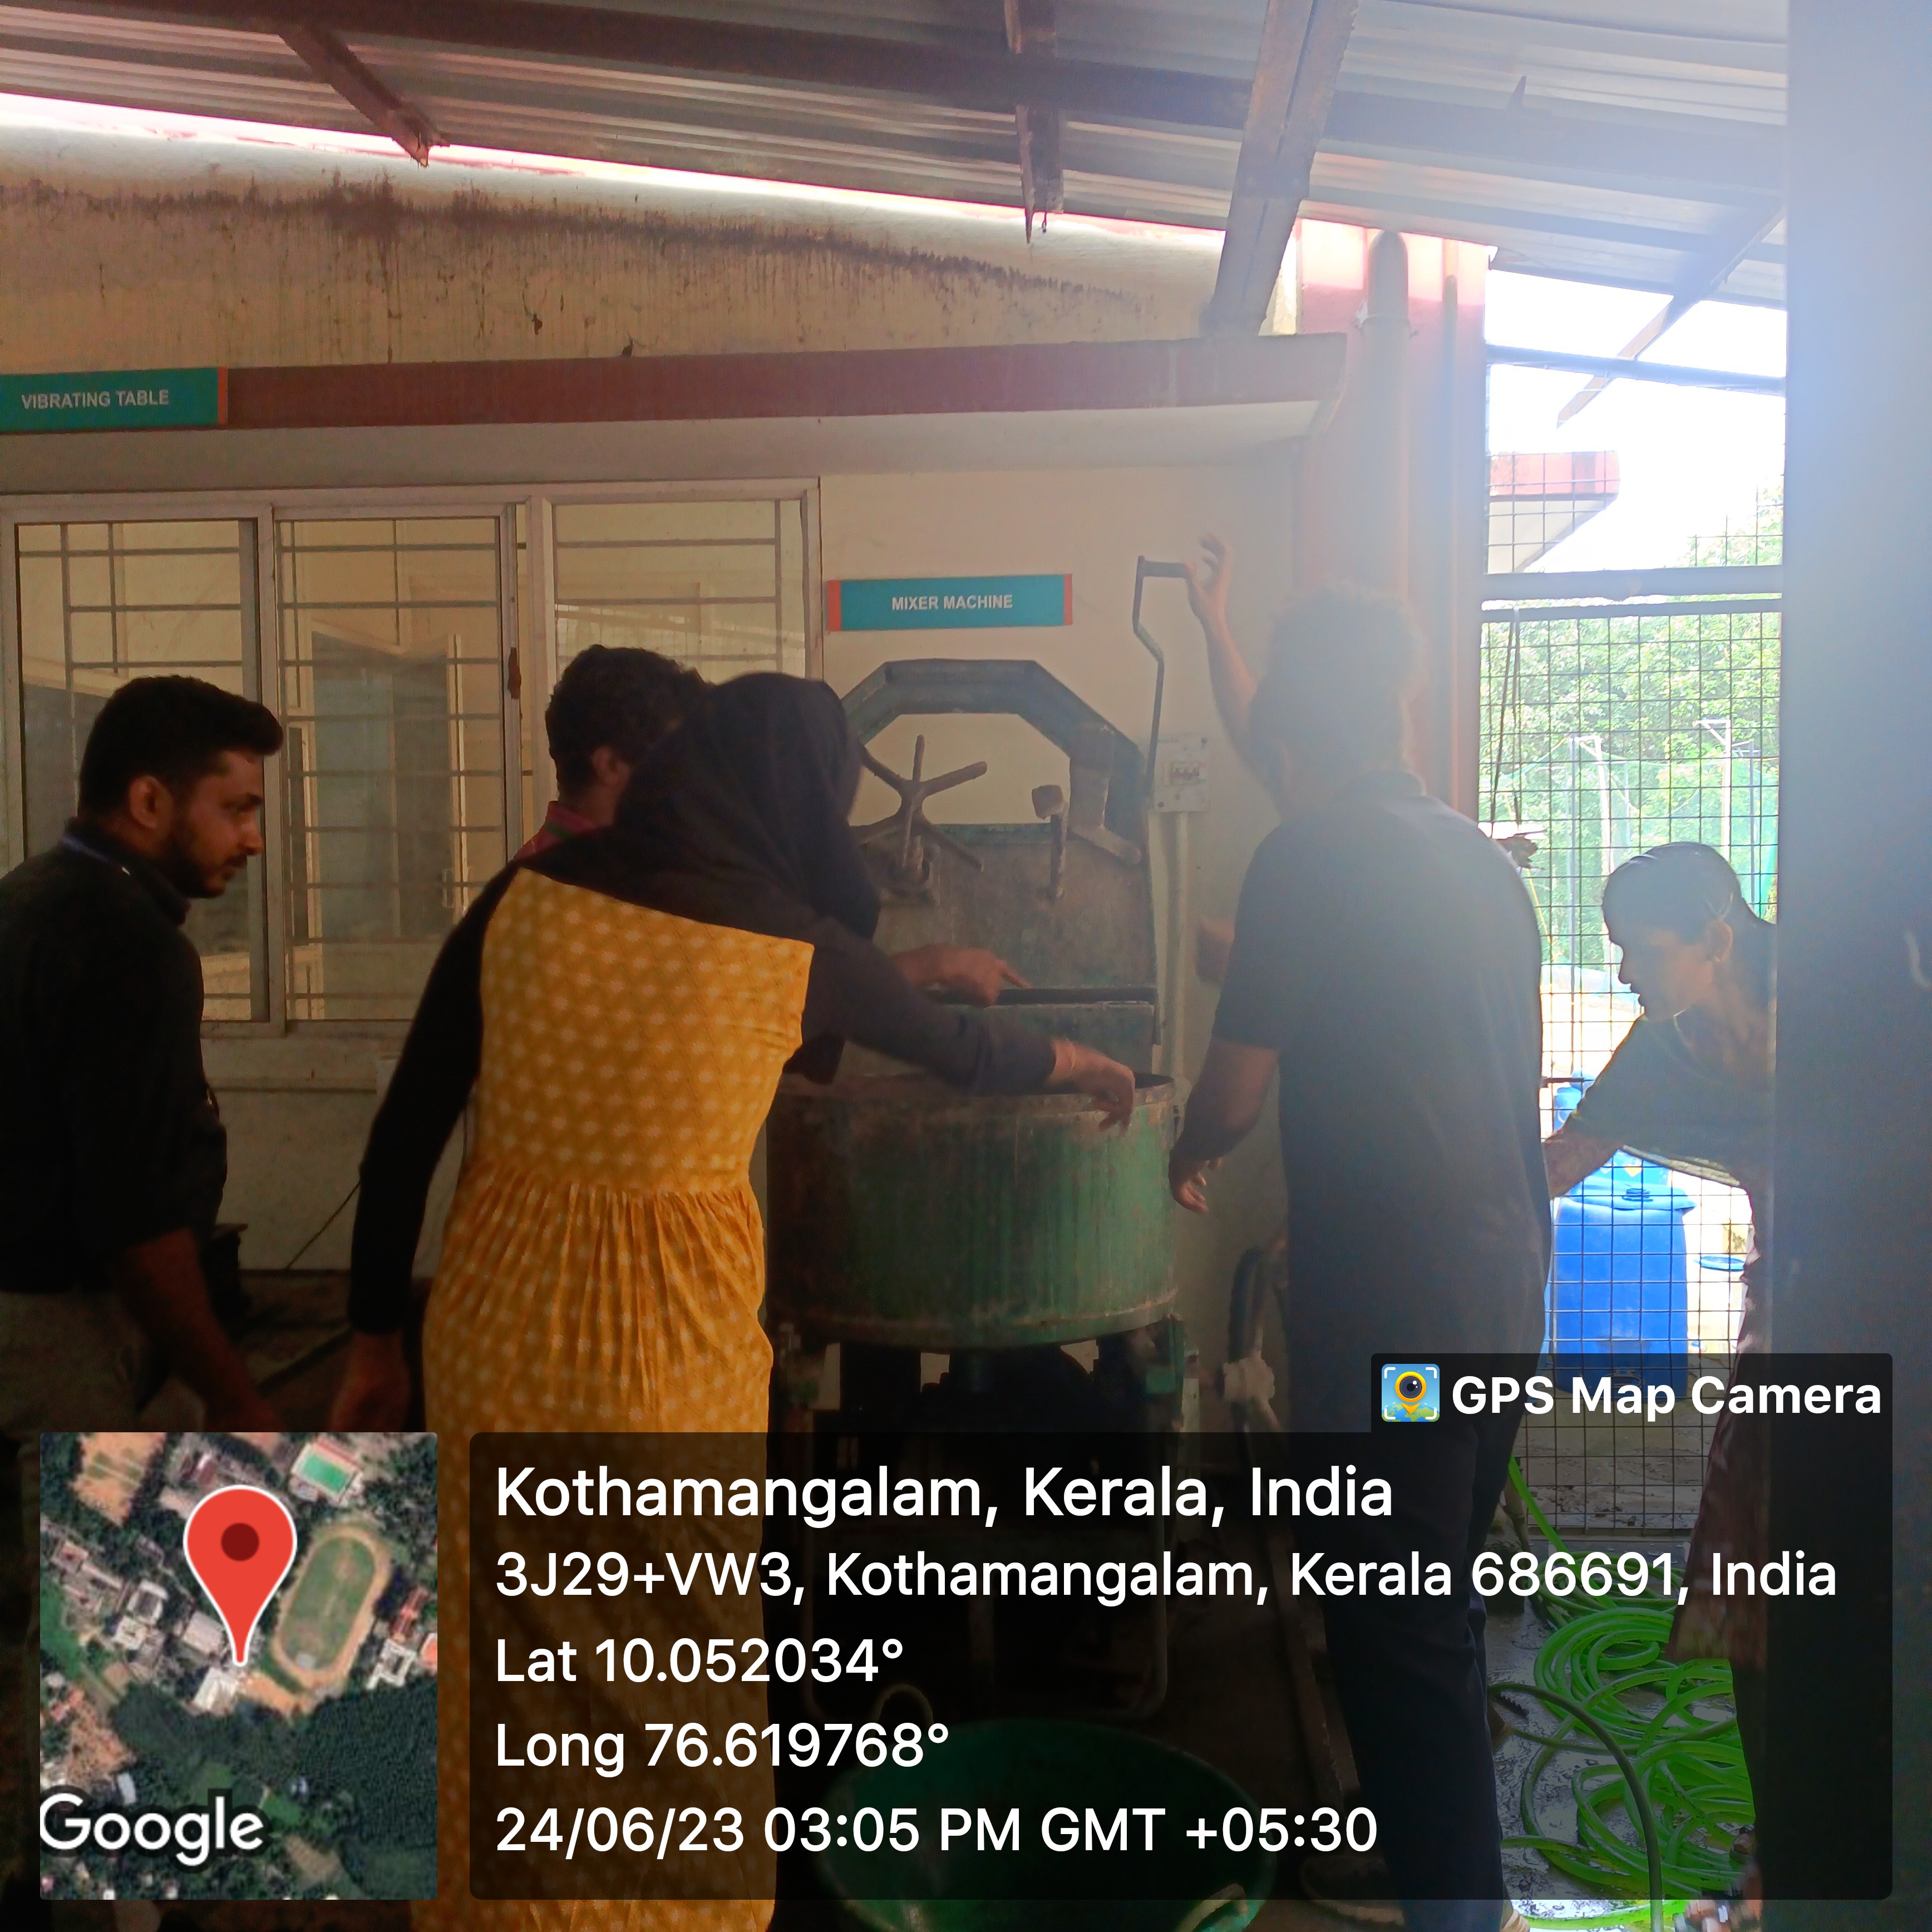 VIBRATING TABLE
MIXER MACHINE
GPS Map Camera
Kothamangalam, Kerala, India
3J29+VW3, Kothamangalam, Kerala 686691, India
Lat 10.052034°
Long 76.619768°
24/06/23 03:05 PM GMT +05:30
Google